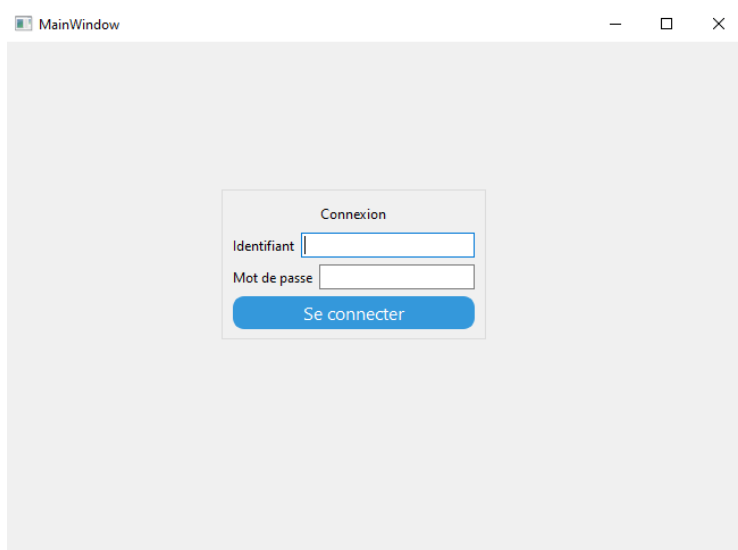 MainWindow
Connexion
Identifiant
Mot de passe
Se connecter